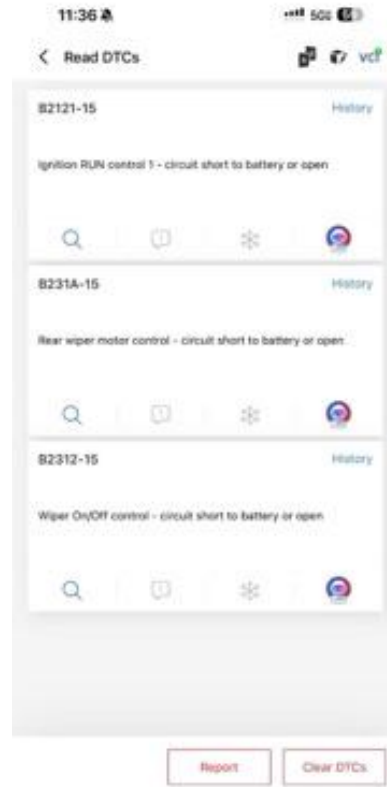 11:36
5GE
Read DTCs
vci
B2121-15
History
Ignition RUN control 1 - circuit short to battery or open
B231A-15
History
Rear wiper motor control - circuit short to battery or open
B2312-15
History
Wiper On/Off control - circuit short to battery or open
Report
Clear DTCs